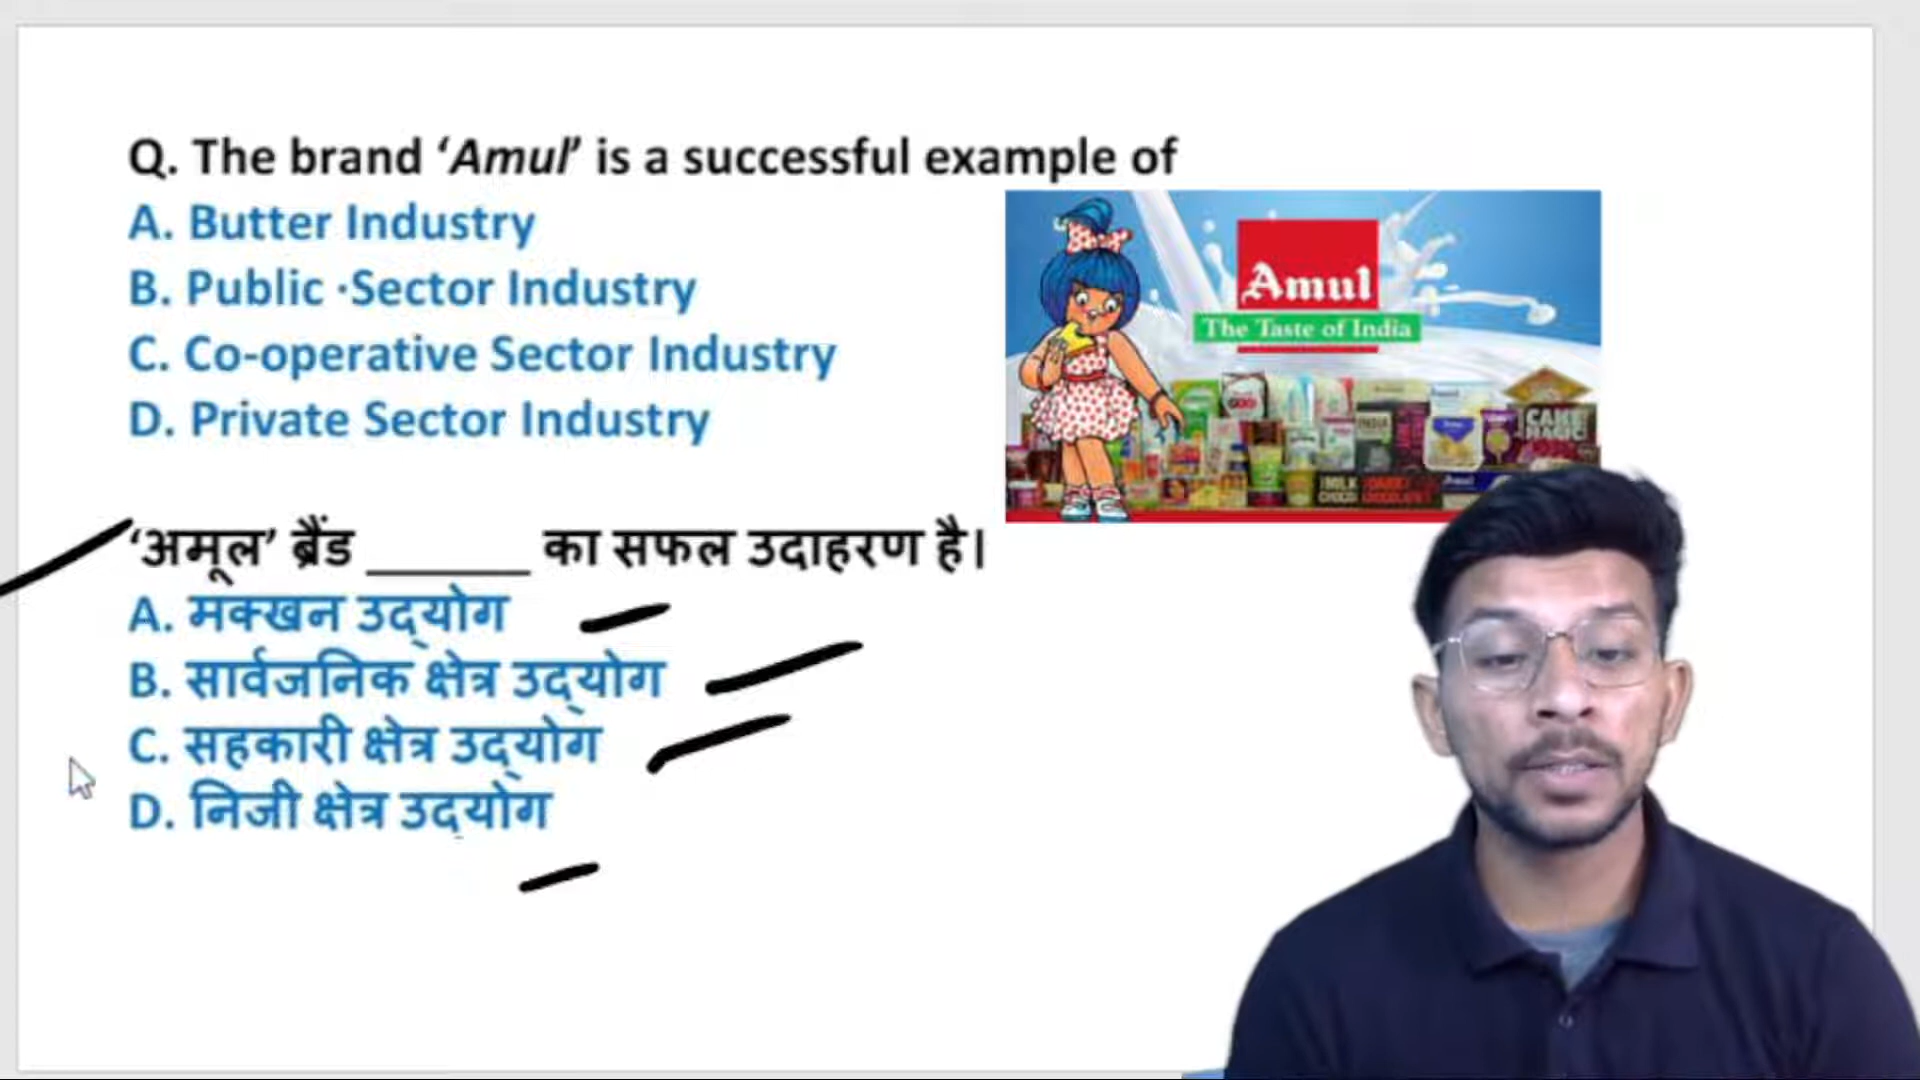 Q. The brand ‘Amul’ is a successful example of
A. Butter Industry
B. Public ·Sector Industry
C. Co-operative Sector Industry
D. Private Sector Industry
Amul
The Taste of India
‘अमूल’ ब्रैंड ______ का सफल उदाहरण है।
A. मक्खन उद्योग
B. सार्वजनिक क्षेत्र उद्योग
C. सहकारी क्षेत्र उद्योग
D. निजी क्षेत्र उदयोग